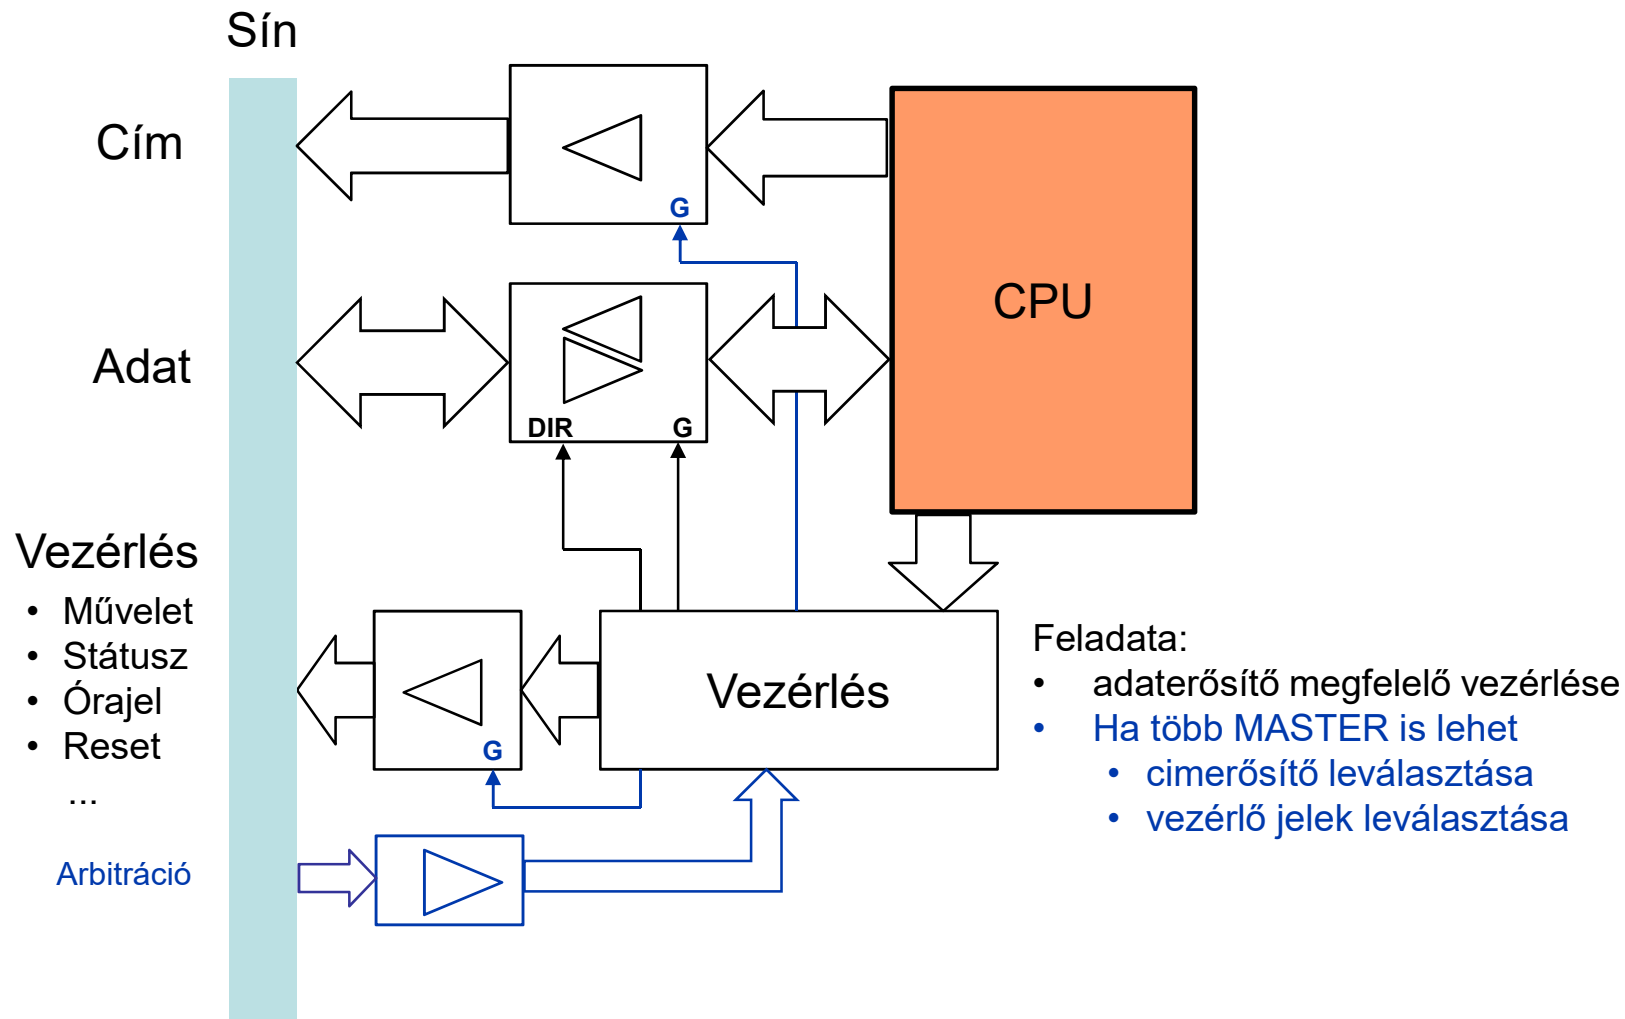 Sín
Cím
G
CPU
Adat
DIR
G
Vezérlés
• Művelet
• Státusz
• Órajel
• Reset
...
Vezérlés
G
Feladata:
• adaterősítő megfelelő vezérlése
• Ha több MASTER is lehet
• cimerősítő leválasztása
• vezérlő jelek leválasztása
Arbitráció